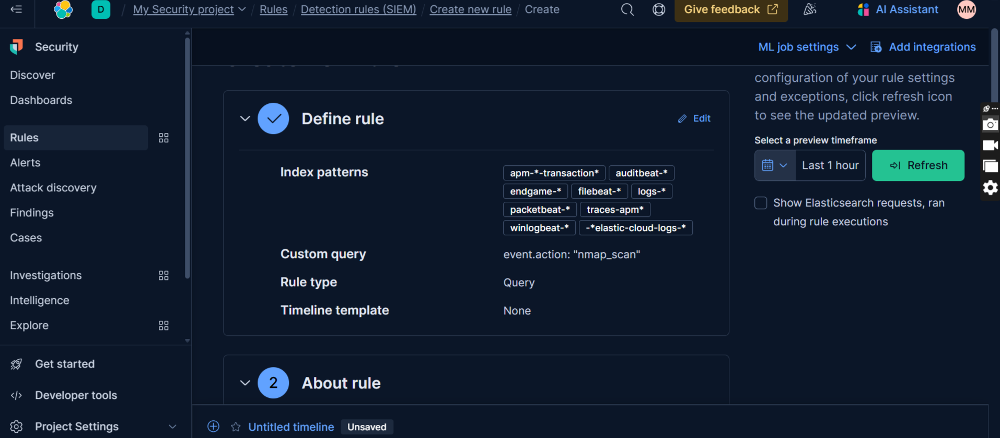 D / My Security project / Rules / Detection rules (SIEM) / Create new rule / Create
Give feedback
AI Assistant
MM
Security
Discover
Dashboards
Rules
Alerts
Attack discovery
Findings
Cases
Investigations
Intelligence
Explore
Get started
Developer tools
Project Settings
ML job settings
Add integrations
Define rule
Edit
Index patterns
apm-*-transaction* auditbeat-*
endgame-* filebeat-* logs-*
packetbeat-* traces-apm*
winlogbeat-* -*elastic-cloud-logs-*
Custom query event.action: "nmap_scan"
Rule type Query
Timeline template None
2 About rule
configuration of your rule settings
and exceptions, click refresh icon
to see the updated preview.
Select a preview timeframe
Last 1 hour Refresh
Show Elasticsearch requests, ran
during rule executions
Untitled timeline Unsaved